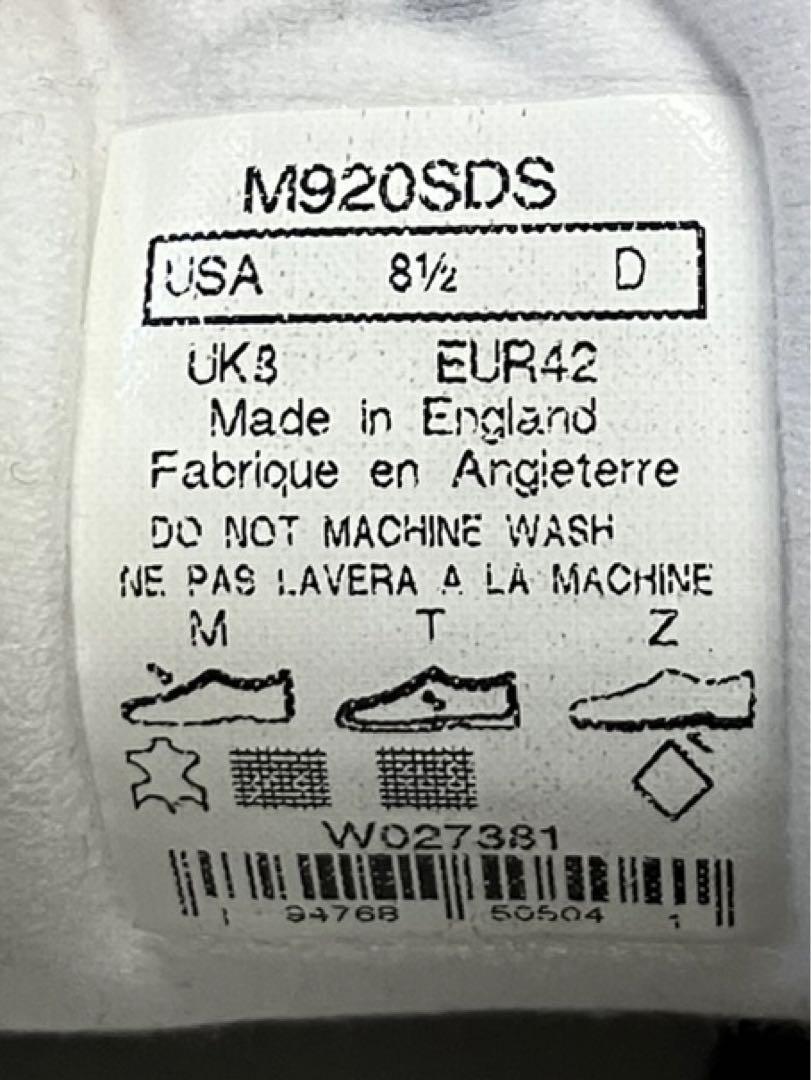 M920SDS
USA 8½ D
UK8 EUR42
Made in England
Fabrique en Angleterre
DO NOT MACHINE WASH
NE PAS LAVERA A LA MACHINE
M T Z
W027381
1 94768 50504 1